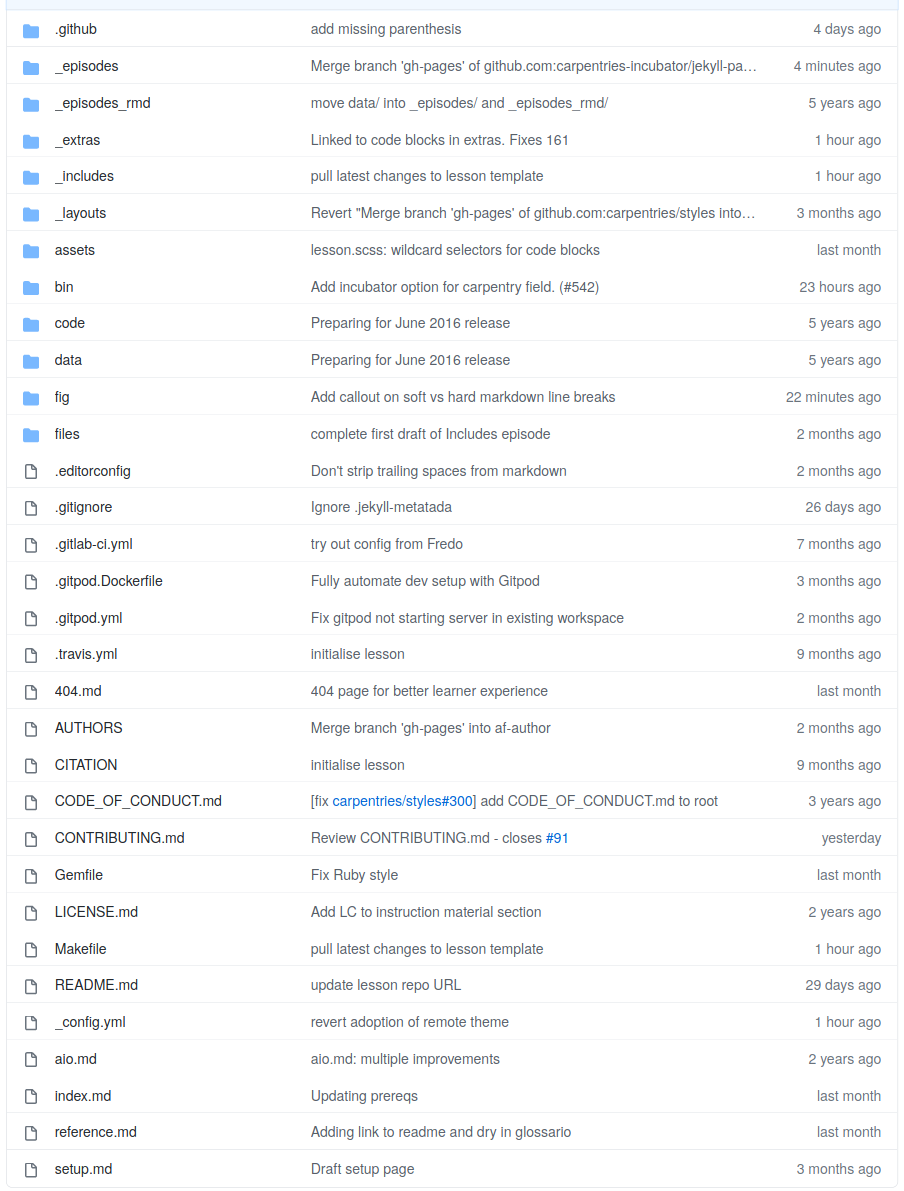 .github add missing parenthesis 4 days ago
_episodes Merge branch 'gh-pages' of github.com:carpentries-incubator/jekyll-pa… 4 minutes ago
_episodes_rmd move data/ into _episodes/ and _episodes_rmd/ 5 years ago
_extras Linked to code blocks in extras. Fixes 161 1 hour ago
_includes pull latest changes to lesson template 1 hour ago
_layouts Revert "Merge branch 'gh-pages' of github.com:carpentries/styles into… 3 months ago
assets lesson.scss: wildcard selectors for code blocks last month
bin Add incubator option for carpentry field. (#542) 23 hours ago
code Preparing for June 2016 release 5 years ago
data Preparing for June 2016 release 5 years ago
fig Add callout on soft vs hard markdown line breaks 22 minutes ago
files complete first draft of Includes episode 2 months ago
.editorconfig Don't strip trailing spaces from markdown 2 months ago
.gitignore Ignore .jekyll-metatada 26 days ago
.gitlab-ci.yml try out config from Fredo 7 months ago
.gitpod.Dockerfile Fully automate dev setup with Gitpod 3 months ago
.gitpod.yml Fix gitpod not starting server in existing workspace 2 months ago
.travis.yml initialise lesson 9 months ago
404.md 404 page for better learner experience last month
AUTHORS Merge branch 'gh-pages' into af-author 2 months ago
CITATION initialise lesson 9 months ago
CODE_OF_CONDUCT.md [fix carpentries/styles#300] add CODE_OF_CONDUCT.md to root 3 years ago
CONTRIBUTING.md Review CONTRIBUTING.md - closes #91 yesterday
Gemfile Fix Ruby style last month
LICENSE.md Add LC to instruction material section 2 years ago
Makefile pull latest changes to lesson template 1 hour ago
README.md update lesson repo URL 29 days ago
_config.yml revert adoption of remote theme 1 hour ago
aio.md aio.md: multiple improvements 2 years ago
index.md Updating prereqs last month
reference.md Adding link to readme and dry in glossario last month
setup.md Draft setup page 3 months ago